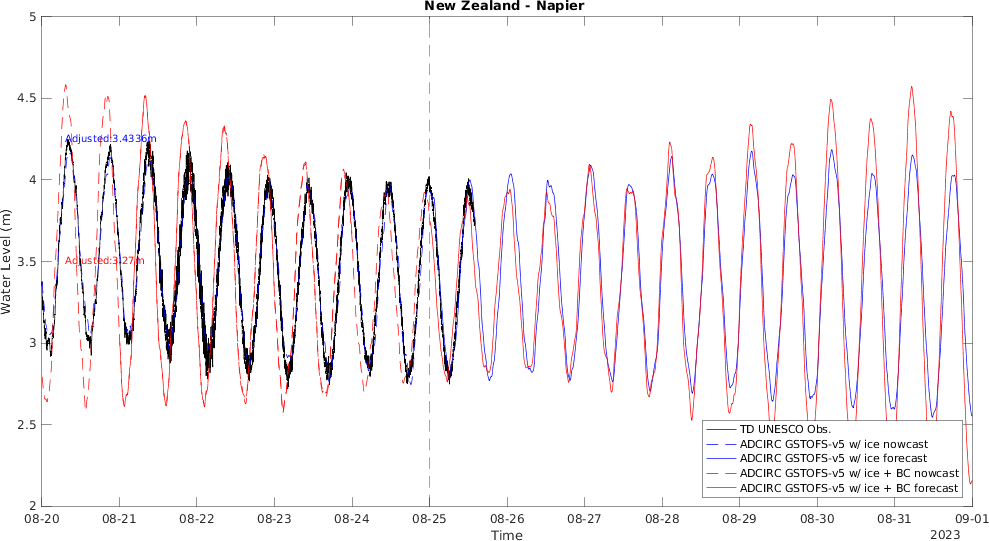 New Zealand - Napier
5
4.5
4
3.5
3
2.5
2
Water Level (m)
Adjusted:3.4336m
Adjusted:3.27m
TD UNESCO Obs.
ADCIRC GSTOFS-v5 w/ ice nowcast
ADCIRC GSTOFS-v5 w/ ice forecast
ADCIRC GSTOFS-v5 w/ ice + BC nowcast
ADCIRC GSTOFS-v5 w/ ice + BC forecast
08-20 08-21 08-22 08-23 08-24 08-25 08-26 08-27 08-28 08-29 08-30 08-31 09-01
Time
2023